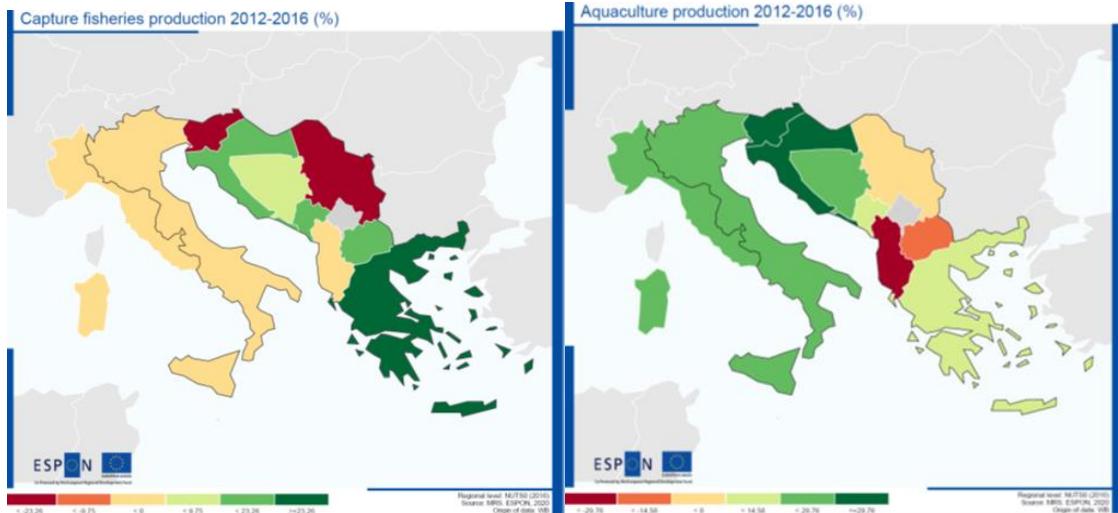 Capture fisheries production 2012-2016 (%)
ESPON
< -23.26 < -9.75 < 0 < 9.75 < 23.26 >=23.26
Regional level: NUTS0 (2016)
Source: MRS, ESPON, 2020
Origin of data: WB
Aquaculture production 2012-2016 (%)
ESPON
< -29.76 < -14.58 < 0 < 14.58 < 29.76 >=29.76
Regional level: NUTS0 (2016)
Source: MRS, ESPON, 2020
Origin of data: WB